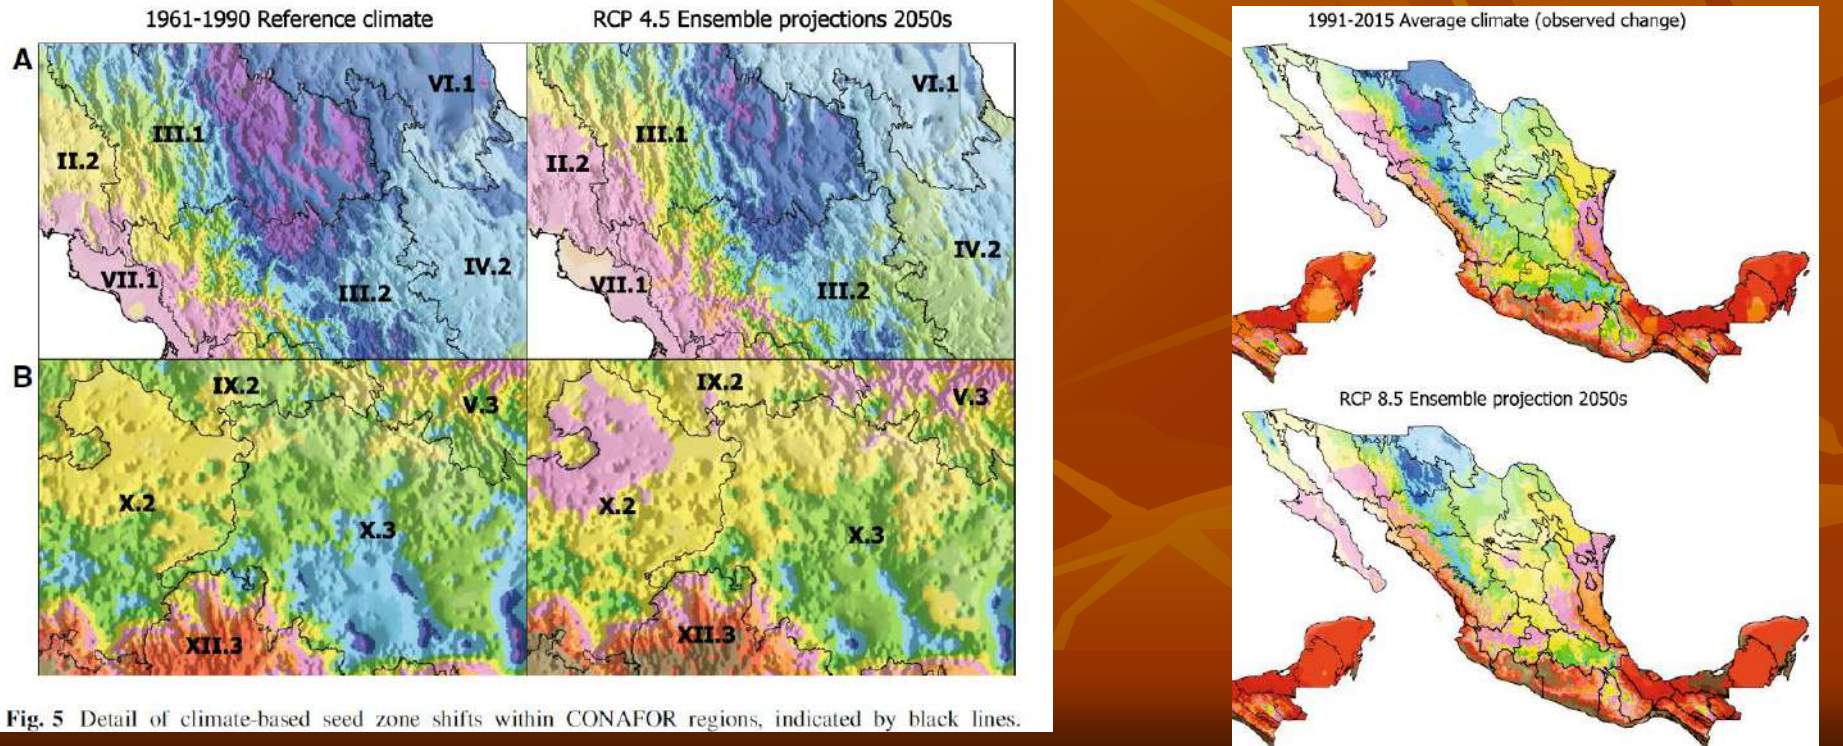 1961-1990 Reference climate
RCP 4.5 Ensemble projections 2050s
A
VI.1
III.1
II.2
IV.2
VII.1
III.2
VI.1
III.1
II.2
IV.2
VII.1
III.2
B
IX.2
V.3
X.2
X.3
XII.3
IX.2
V.3
X.2
X.3
XII.3
Fig. 5 Detail of climate-based seed zone shifts within CONAFOR regions, indicated by black lines.
1991-2015 Average climate (observed change)
RCP 8.5 Ensemble projection 2050s